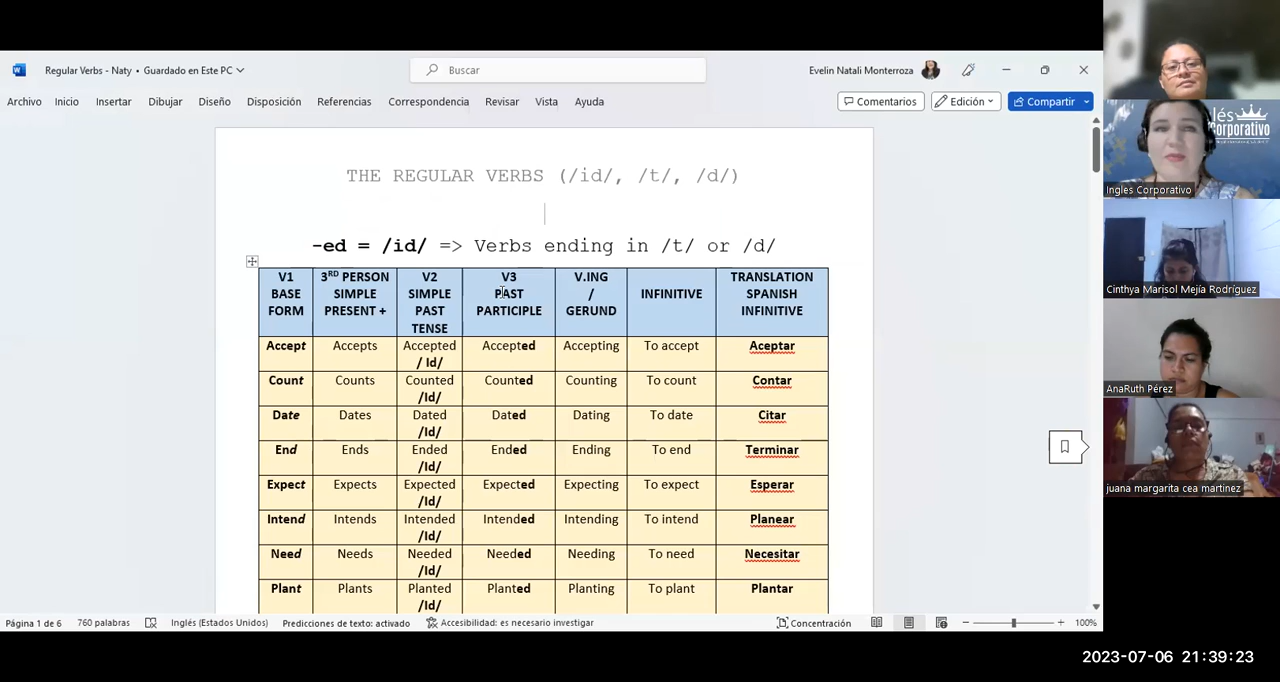 Regular Verbs - Naty • Guardado en Este PC
Buscar
Evelin Natali Monterroza
Archivo Inicio Insertar Dibujar Diseño Disposición Referencias Correspondencia Revisar Vista Ayuda
Comentarios Edición Compartir
THE REGULAR VERBS (/id/, /t/, /d/)
-ed = /id/ => Verbs ending in /t/ or /d/
V1 BASE FORM
3RD PERSON SIMPLE PRESENT +
V2 SIMPLE PAST TENSE
V3 PAST PARTICIPLE
V.ING / GERUND
INFINITIVE
TRANSLATION SPANISH INFINITIVE
Accept Accepts Accepted Accepted Accepting To accept Aceptar
/ Id/
Count Counts Counted Counted Counting To count Contar
/Id/
Date Dates Dated Dated Dating To date Citar
/Id/
End Ends Ended Ended Ending To end Terminar
/Id/
Expect Expects Expected Expected Expecting To expect Esperar
/Id/
Intend Intends Intended Intended Intending To intend Planear
/Id/
Need Needs Needed Needed Needing To need Necesitar
/Id/
Plant Plants Planted Planted Planting To plant Plantar
/Id/
Página 1 de 6 760 palabras Inglés (Estados Unidos) Predicciones de texto: activado Accesibilidad: es necesario investigar Concentración 100%
lés
orporativo
Ingles Corporativo
Cinthya Marisol Mejía Rodríguez
AnaRuth Pérez
juana margarita cea martinez
2023-07-06 21:39:23